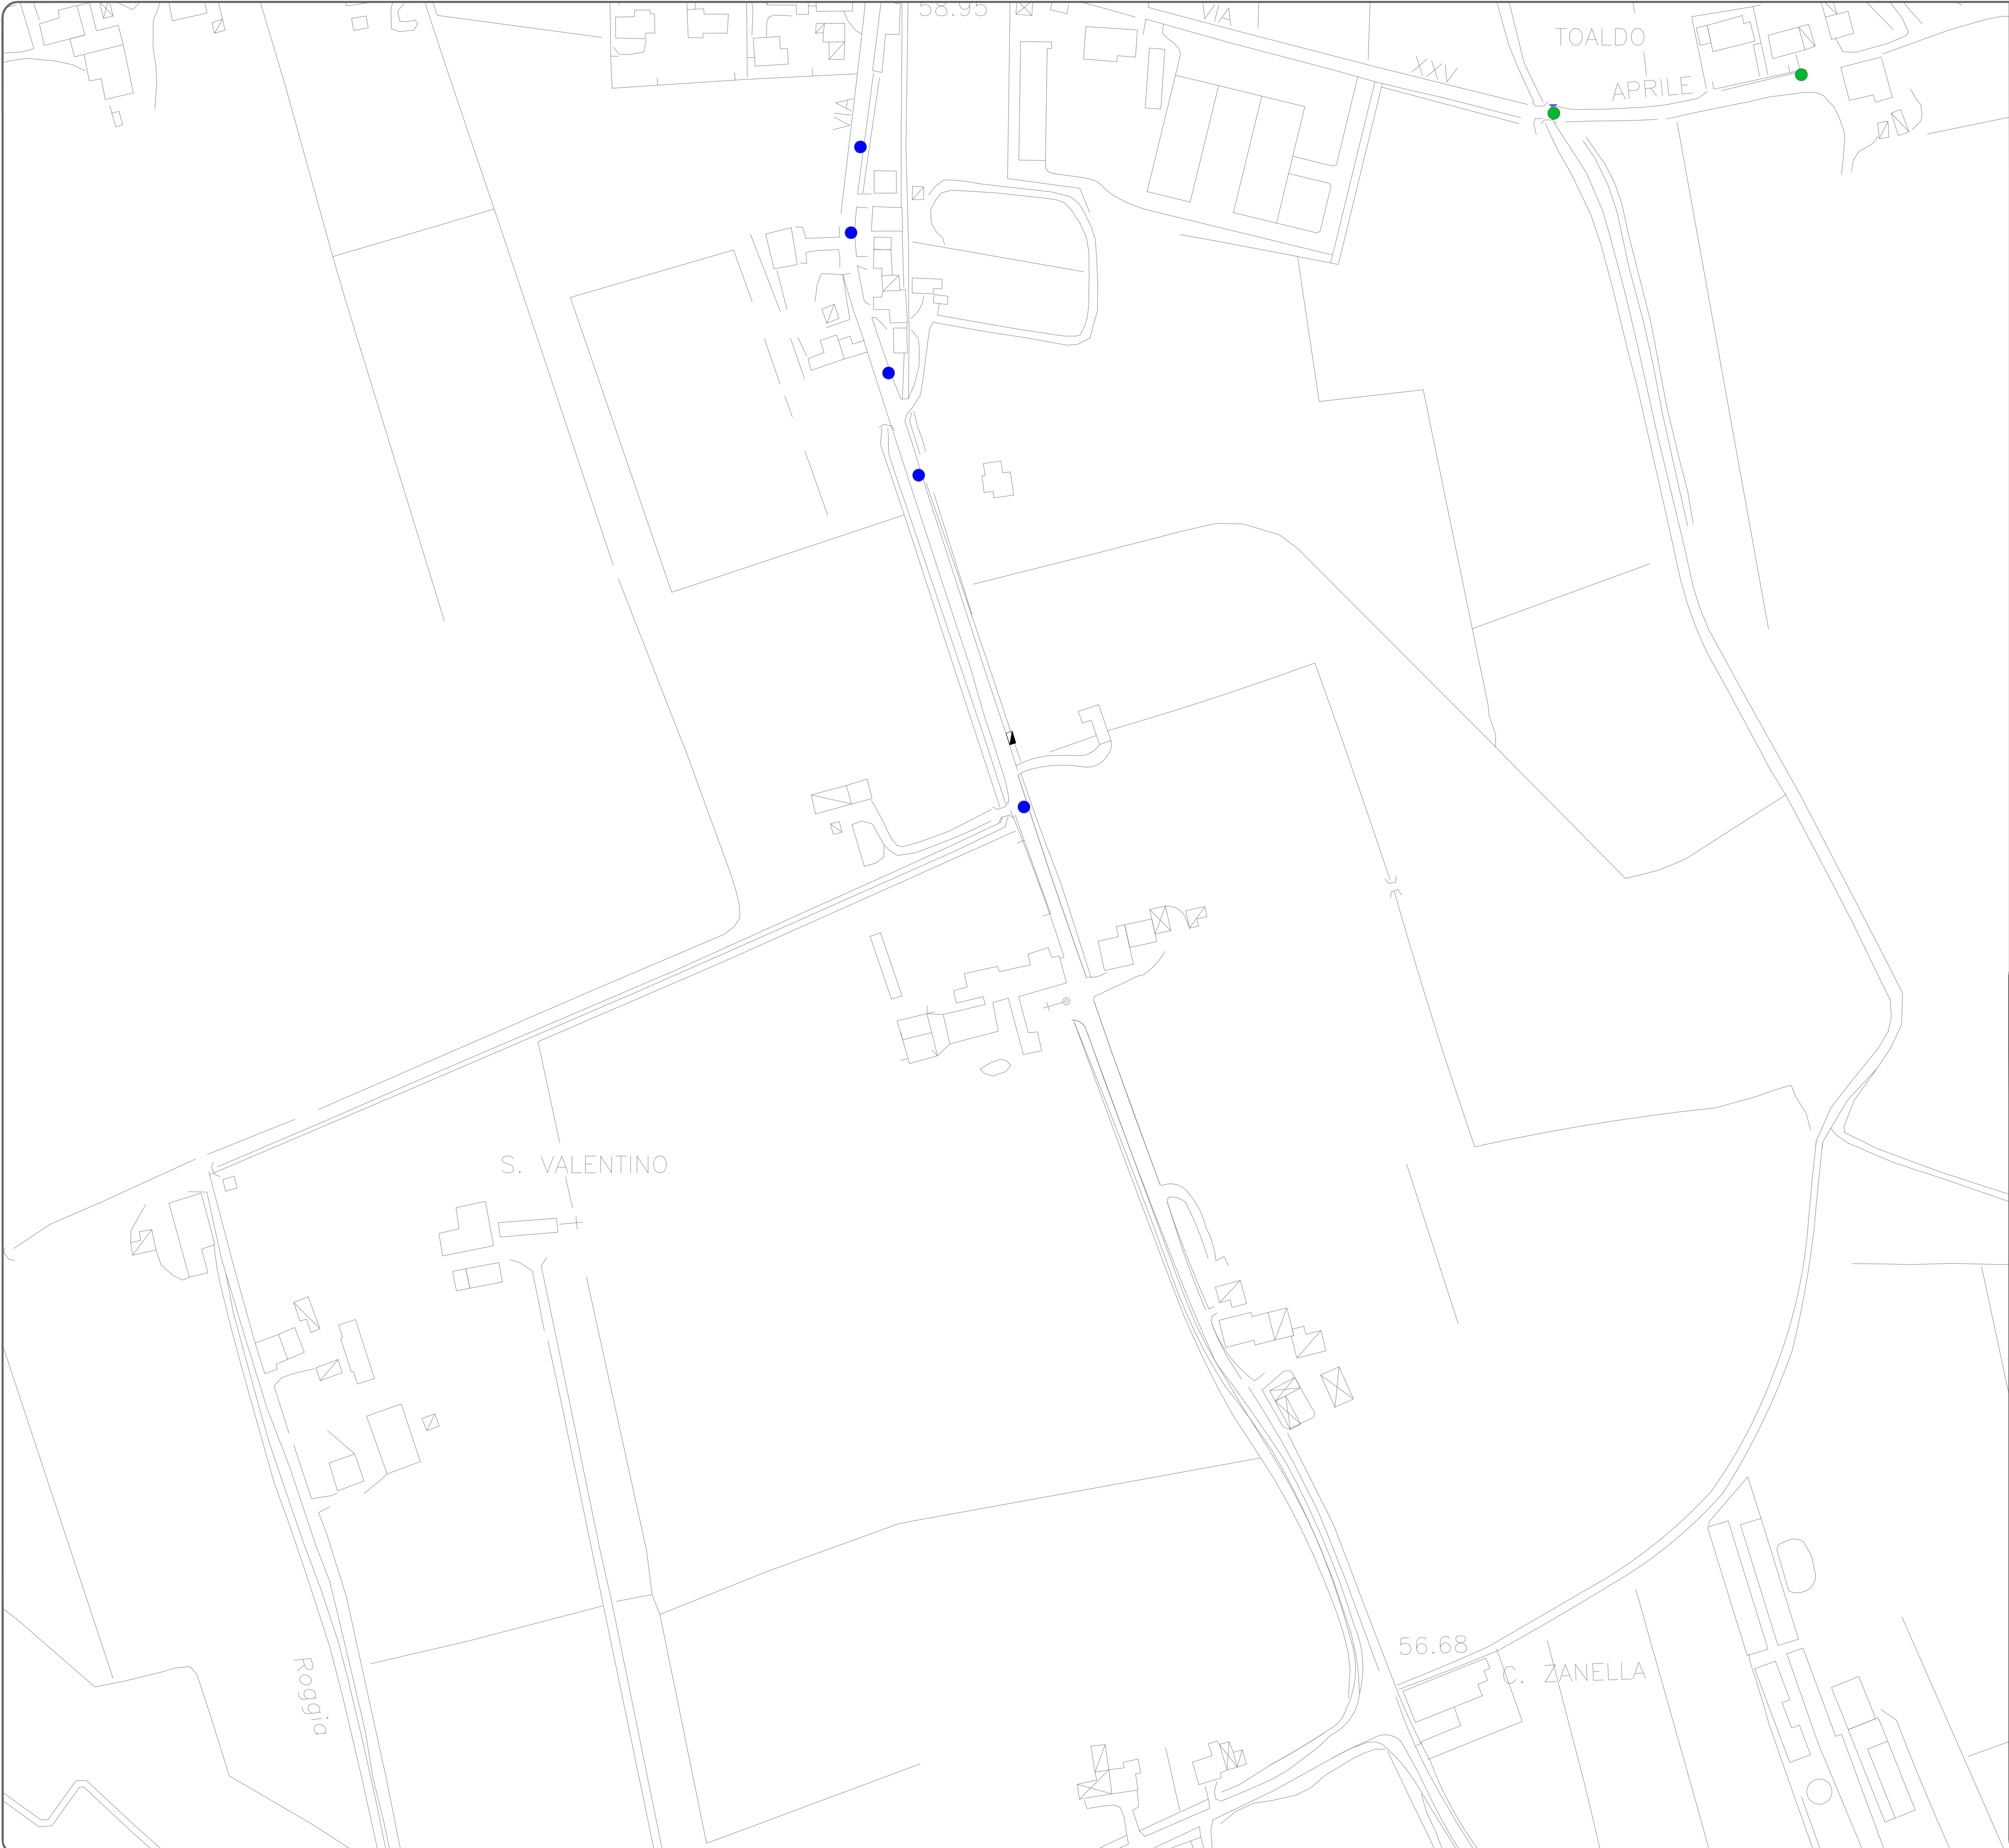 58.95
VIA
XXV
TOALDO
APRILE
VIA
S. VALENTINO
Roggia
56.68
C. ZANELLA